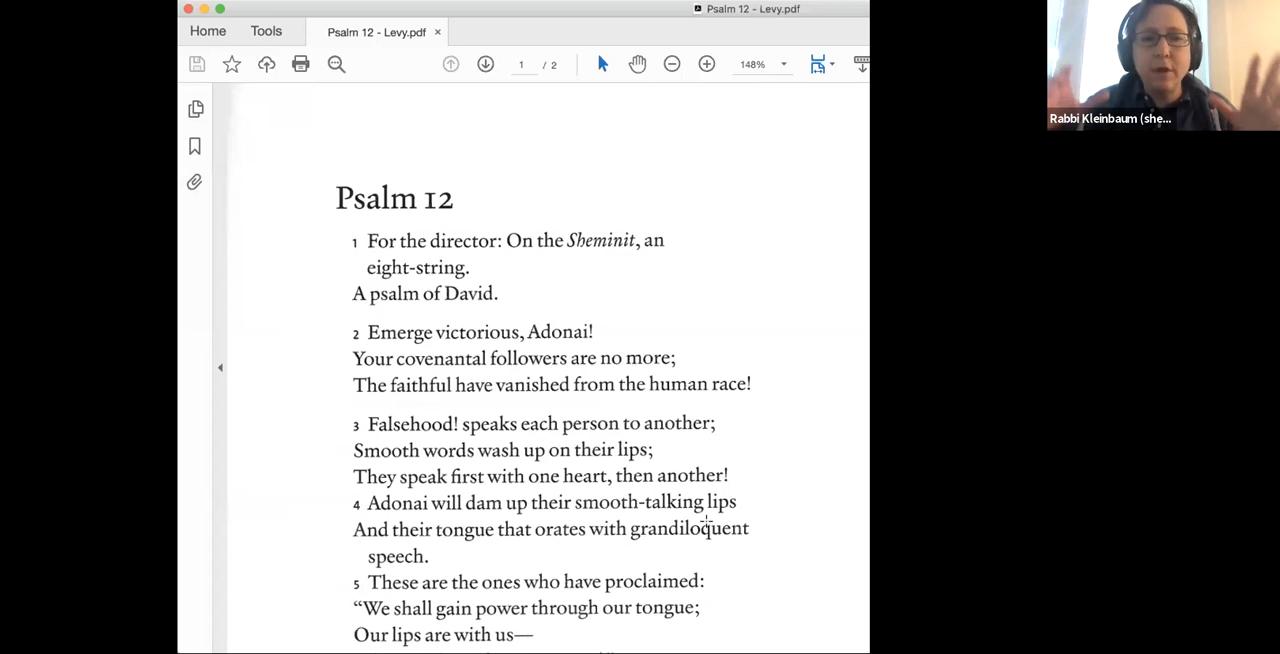 Psalm 12 - Levy.pdf
Home Tools Psalm 12 - Levy.pdf ×
1 / 2 148%
Rabbi Kleinbaum (she...
Psalm 12
1 For the director: On the Sheminit, an
eight-string.
A psalm of David.
2 Emerge victorious, Adonai!
Your covenantal followers are no more;
The faithful have vanished from the human race!
3 Falsehood! speaks each person to another;
Smooth words wash up on their lips;
They speak first with one heart, then another!
4 Adonai will dam up their smooth-talking lips
And their tongue that orates with grandiloquent
speech.
5 These are the ones who have proclaimed:
“We shall gain power through our tongue;
Our lips are with us—